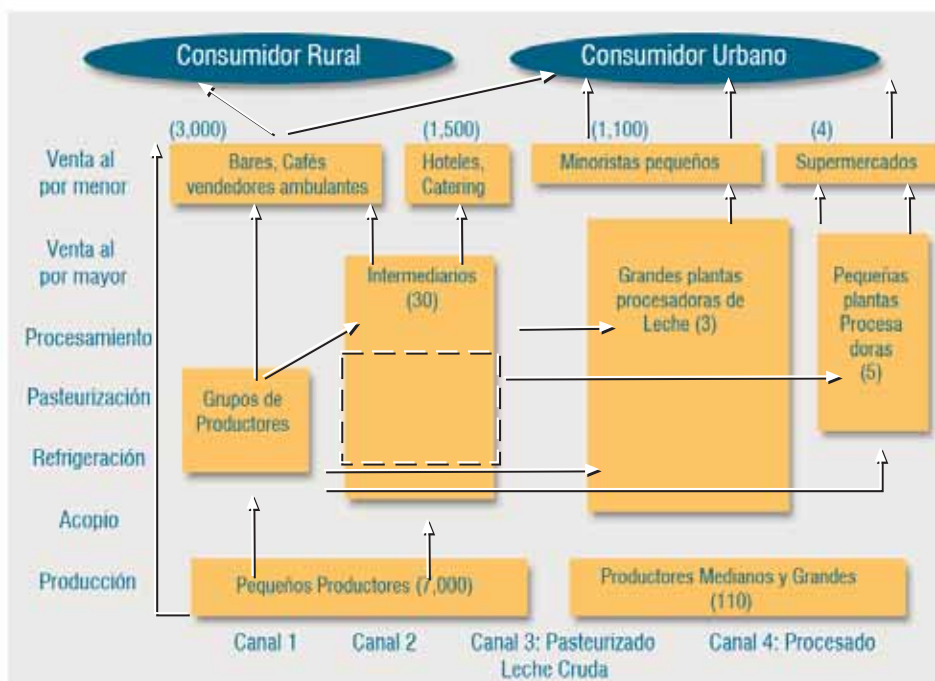 Consumidor Rural
Consumidor Urbano
(3,000)
(1,500)
(1,100)
(4)
Venta al
por menor
Bares, Cafés
vendedores ambulantes
Hoteles,
Catering
Minoristas pequeños
Supermercados
Venta al
por mayor
Intermediarios
(30)
Grandes plantas
procesadoras de
Leche (3)
Pequeñas
plantas
Procesa
doras
(5)
Procesamiento
Pasteurización
Grupos de
Productores
Refrigeración
Acopio
Producción
Pequeños Productores (7,000)
Productores Medianos y Grandes
(110)
Canal 1
Canal 2
Canal 3: Pasteurizado
Leche Cruda
Canal 4: Procesado